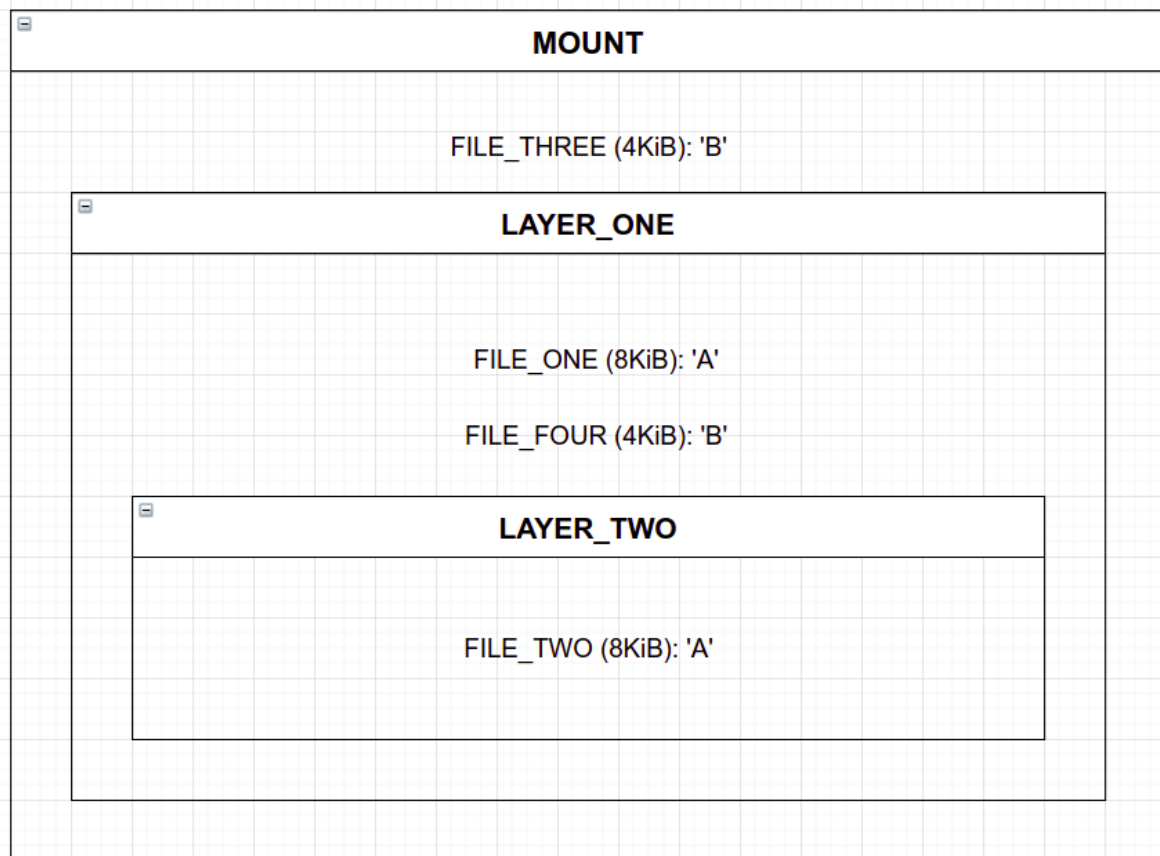 MOUNT
FILE_THREE (4KiB): 'B'
LAYER_ONE
FILE_ONE (8KiB): 'A'
FILE_FOUR (4KiB): 'B'
LAYER_TWO
FILE_TWO (8KiB): 'A'